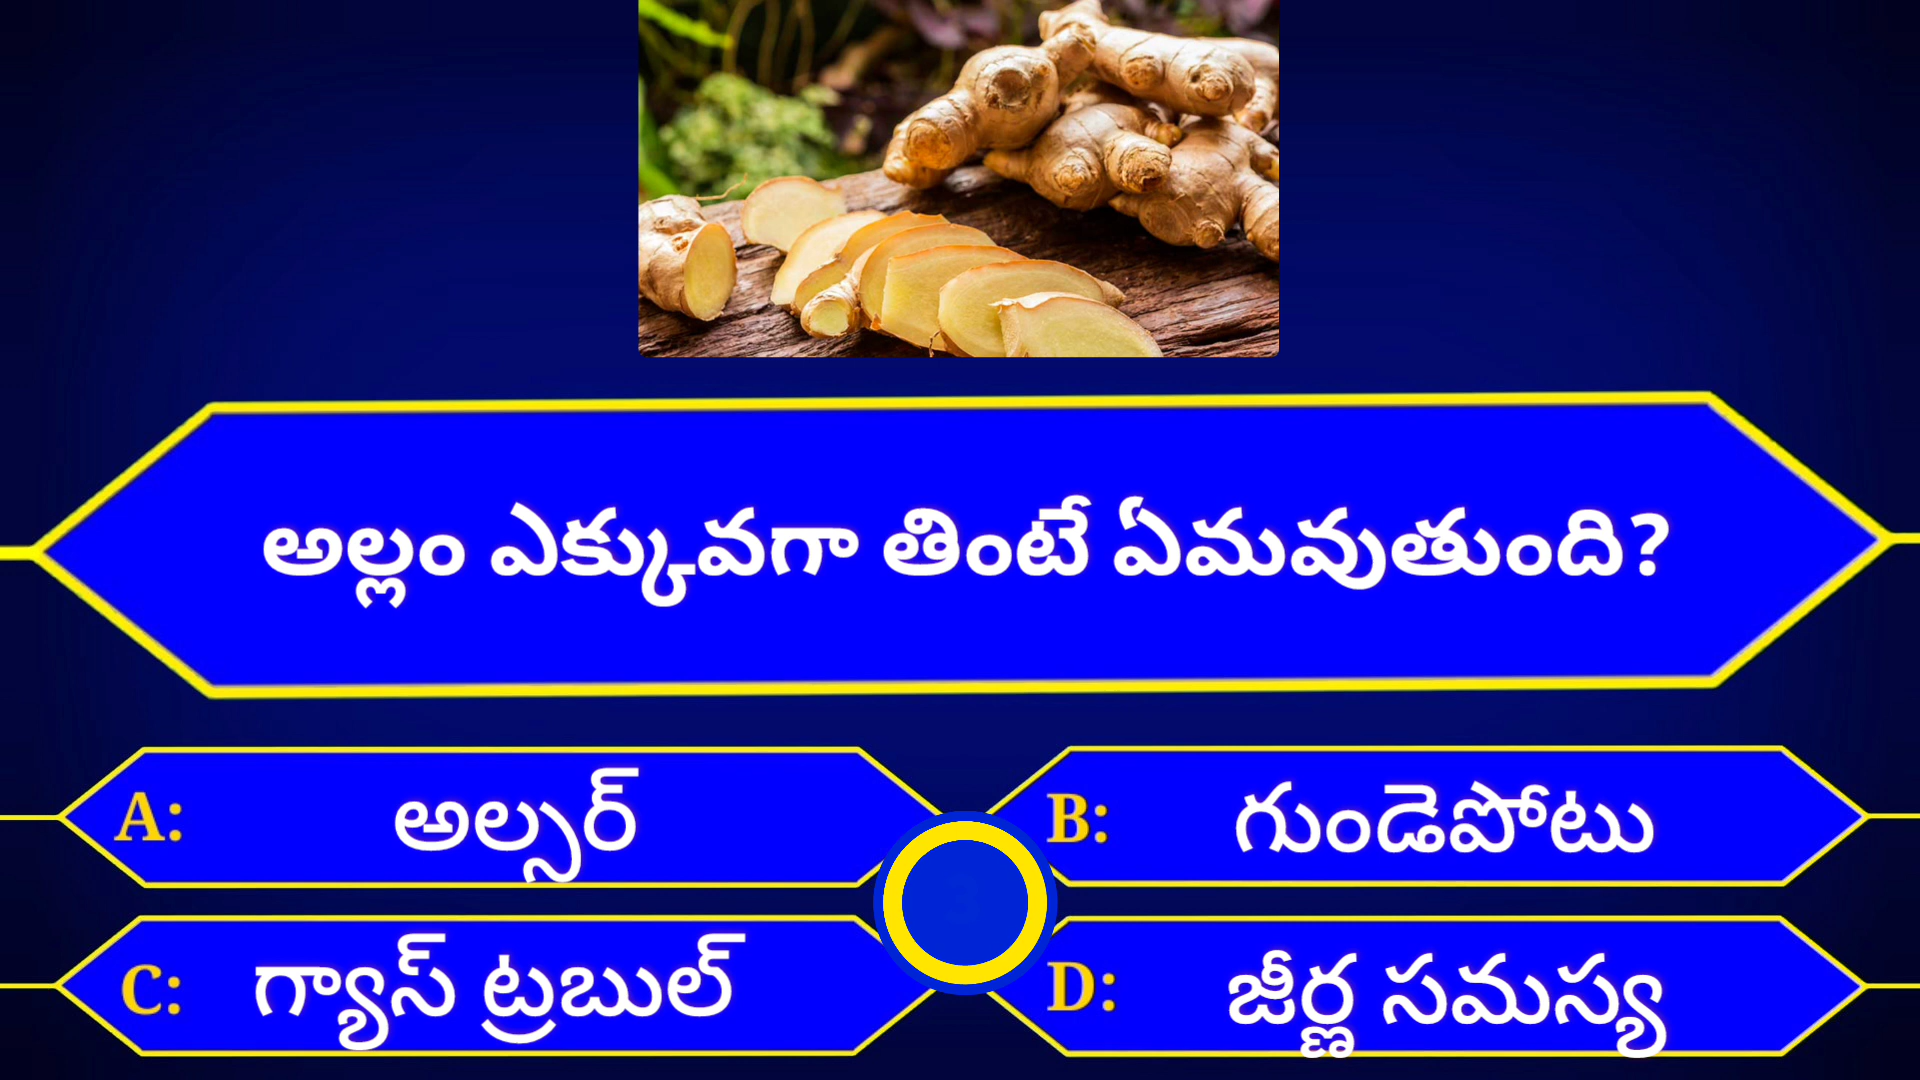 అల్లం ఎక్కువగా తింటే ఏమవుతుంది?
A: అల్సర్
B: గుండెపోటు
C: గ్యాస్ ట్రబుల్
D: జీర్ణ సమస్య